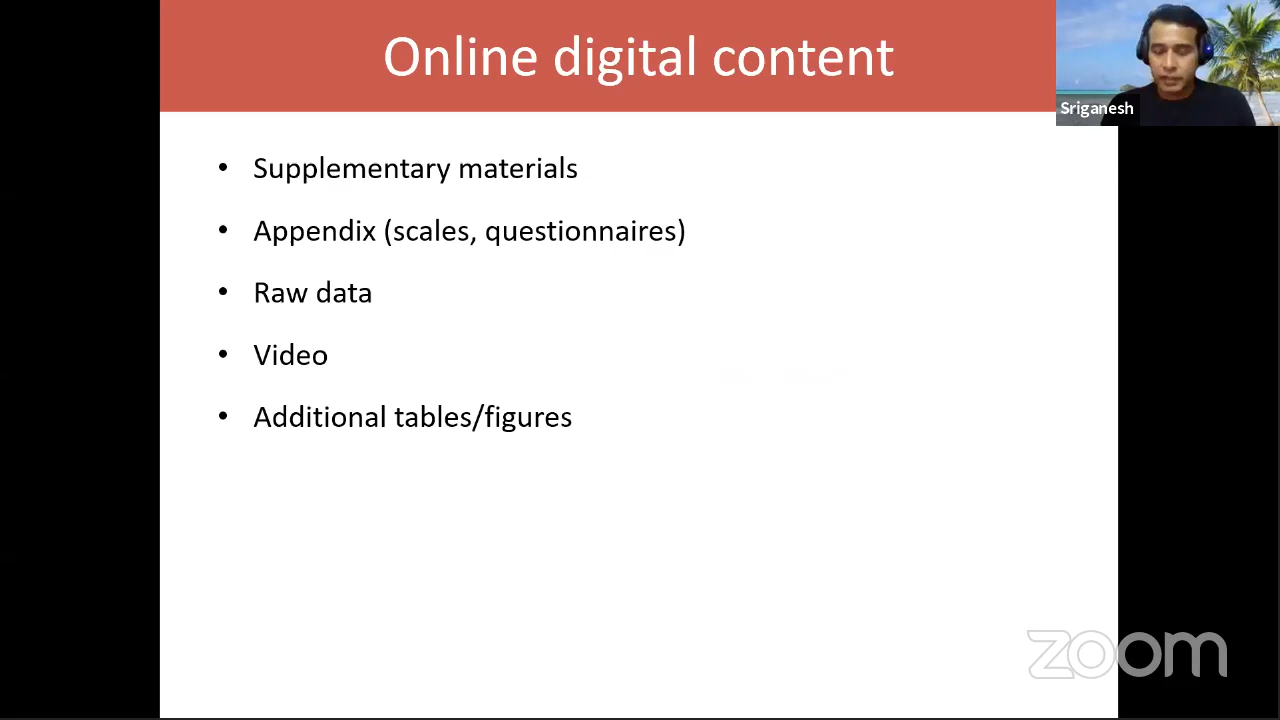 Online digital content
Sriganesh
• Supplementary materials
• Appendix (scales, questionnaires)
• Raw data
• Video
• Additional tables/figures
zoom